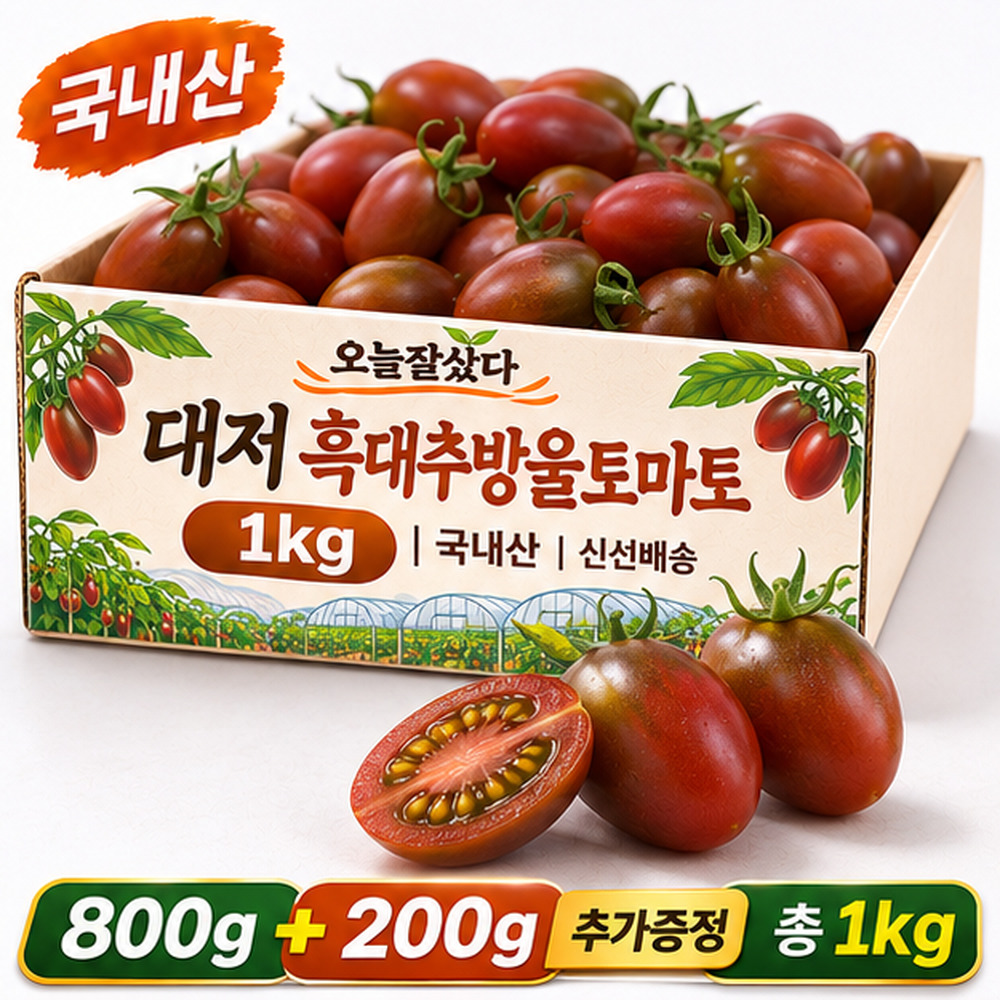 국내산
오늘잘샀다
대저 흑대추방울토마토
1kg | 국내산 | 신선배송
800g + 200g 추가증정 총 1kg